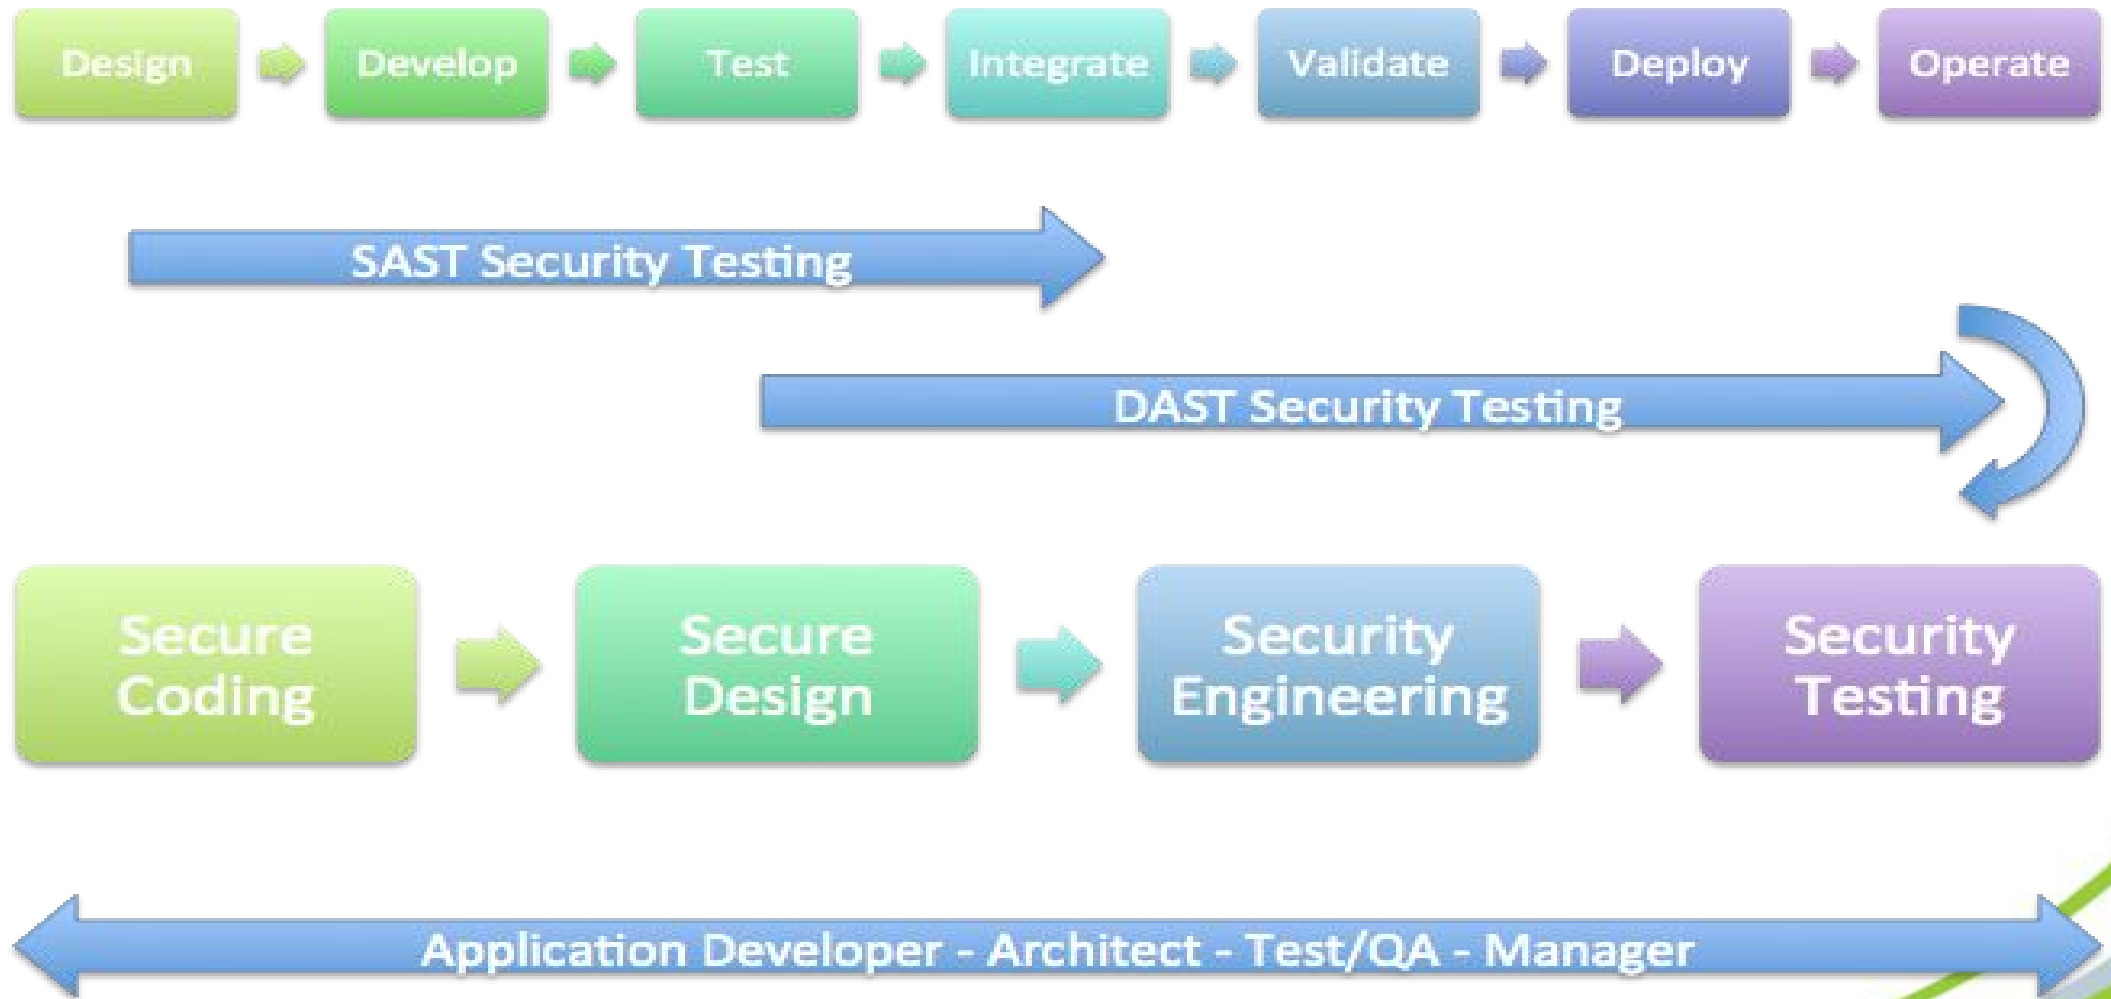 Design
Develop
Test
Integrate
Validate
Deploy
Operate
SAST Security Testing
DAST Security Testing
Secure
Coding
Secure
Design
Security
Engineering
Security
Testing
Application Developer - Architect - Test/QA - Manager